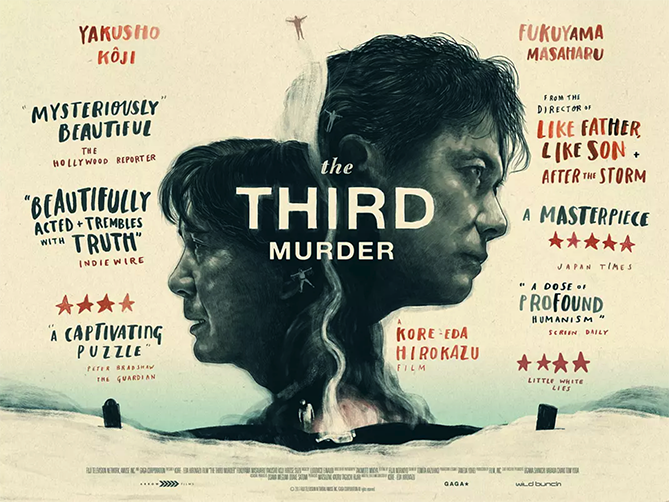 YAKUSHO
KÔJI
"MYSTERIOUSLY
BEAUTIFUL"
THE
HOLLYWOOD REPORTER
"BEAUTIFULLY
ACTED + TREMBLES
WITH TRUTH"
INDIE WIRE
"A CAPTIVATING
PUZZLE"
PETER BRADSHAW
THE GUARDIAN
the
THIRD
MURDER
A
KORE-EDA
HIROKAZU
FILM
FUKUYAMA
MASAHARU
FROM THE
DIRECTOR OF
LIKE FATHER,
LIKE SON +
AFTER THE STORM
A MASTERPIECE
JAPAN TIMES
"A DOSE OF
PROFOUND
HUMANISM"
SCREEN DAILY
LITTLE WHITE
LIES
GAGA★
wild bunch